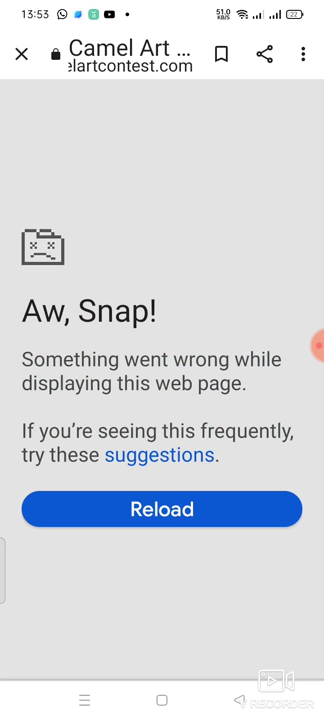 13:53
51.0
KB/S
22
Camel Art ...
elartcontest.com
Aw, Snap!
Something went wrong while
displaying this web page.
If you’re seeing this frequently,
try these suggestions.
Reload
RECORDER